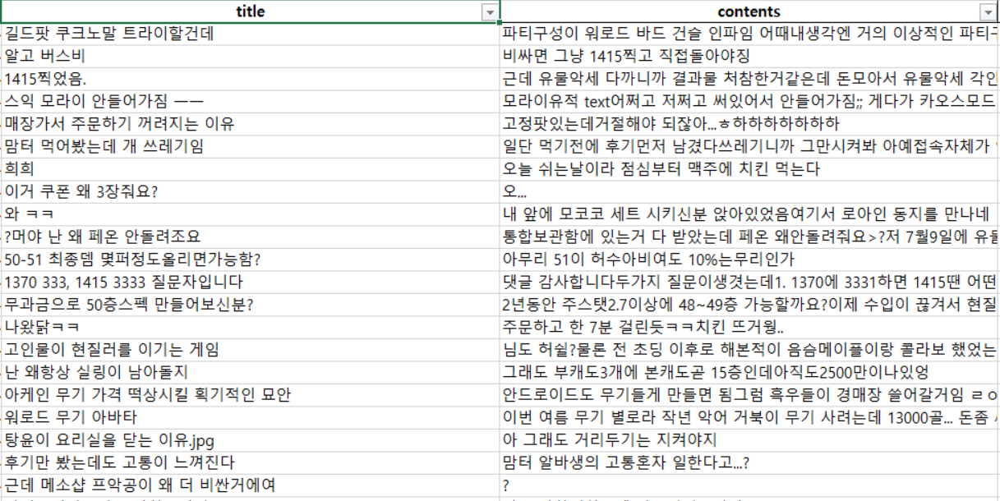 title contents
길드팟 쿠크노말 트라이할건데 파티구성이 워로드 바드 건슬 인파임 어때내생각엔 거의 이상적인
알고 버스비 비싸면 그냥 1415찍고 직접돌아야징
1415찍었음. 근데 유물악세 다까니까 결과물 처참한거같은데 돈모아서 유물악세
스익 모라이 안들어가짐 ㅡㅡ 모라이유적 text어쩌고 저쩌고 써있어서 안들어가짐;; 게다가 카오스모드
매장가서 주문하기 꺼려지는 이유 고정팟있는데거절해야 되잖아...ㅎ하하하하하하하
맘터 먹어봤는데 개 쓰레기임 일단 먹기전에 후기먼저 남겼다쓰레기니까 그만시켜봐 아예접속자체가
희희 오늘 쉬는날이라 점심부터 맥주에 치킨 먹는다
이거 쿠폰 왜 3장줘요? 오...
와 ㅋㅋ 내 앞에 모코코 세트 시키신분 앉아있었음여기서 로아인 동지를 만나네
?머야 난 왜 페온 안돌려조요 통합보관함에 있는거 다 받았는데 페온 왜안돌려줘요>?저 7월9일에
50-51 최종뎀 몇퍼정도올리면가능함? 아무리 51이 허수아비여도 10%는무리인가
1370 333, 1415 3333 질문자입니다 댓글 감사합니다두가지 질문이생겻는데1. 1370에 3331하면 1415땐 어떤
무과금으로 50층스펙 만들어보신분? 2년동안 주스탯2.7이상에 48~49층 가능할까요?이제 수입이 끊겨서 현질
나왔닭ㅋㅋ 주문하고 한 7분 걸린듯ㅋㅋ치킨 뜨거웡..
고인물이 현질러를 이기는 게임 님도 허쉴?물론 전 초딩 이후로 해본적이 음슴메이플이랑 콜라보 했었는
난 왜항상 실링이 남아돌지 그래도 부캐도3개에 본캐도곧 15층인데아직도2500만이나있엉
아케인 무기 가격 떡상시킬 획기적인 묘안 안드로이드도 무기들게 만들면 됨그럼 흑우들이 경매장 쓸어갈거임
워로드 무기 아바타 이번 여름 무기 별로라 작년 악어 거북이 무기 사려는데 13000골... 돈좀
탕윤이 요리실을 닫는 이유.jpg 아 그래도 거리두기는 지켜야지
후기만 봤는데도 고통이 느껴진다 맘터 알바생의 고통혼자 일한다고...?
근데 메소샵 프악공이 왜 더 비싼거에여 ?